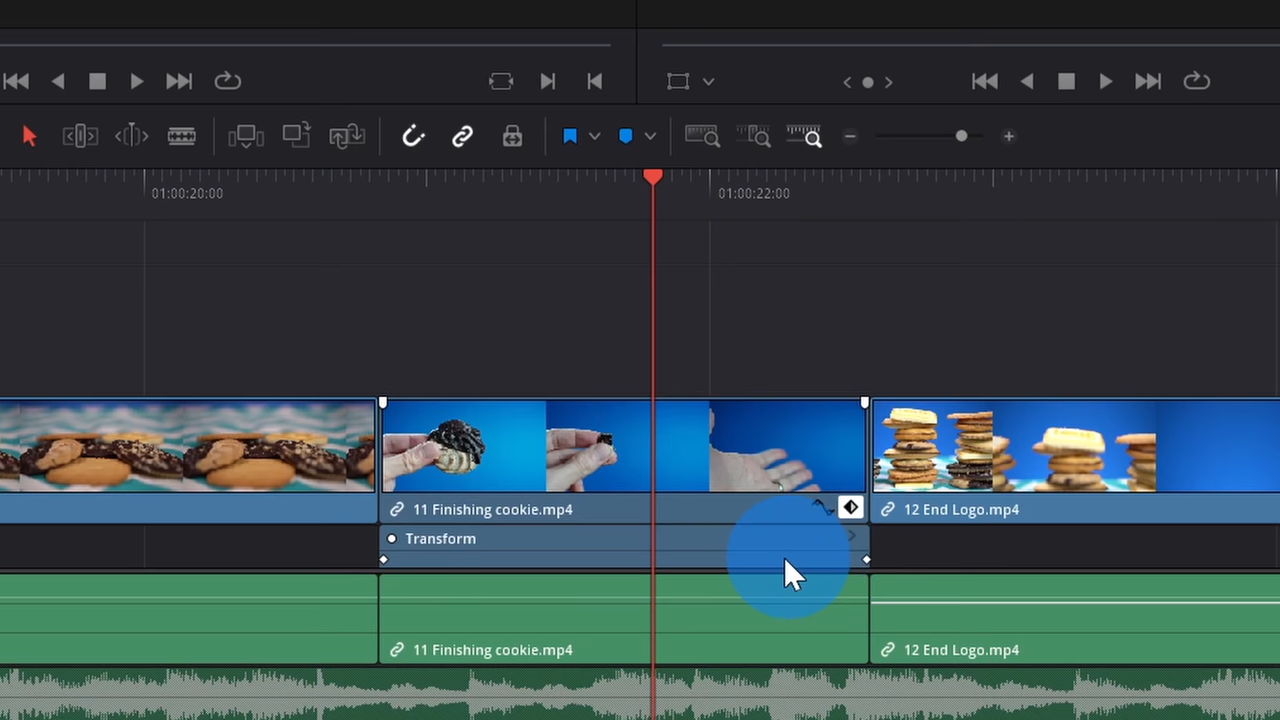 01:00:20:00
01:00:22:00
11 Finishing cookie.mp4
12 End Logo.mp4
Transform
11 Finishing cookie.mp4
12 End Logo.mp4